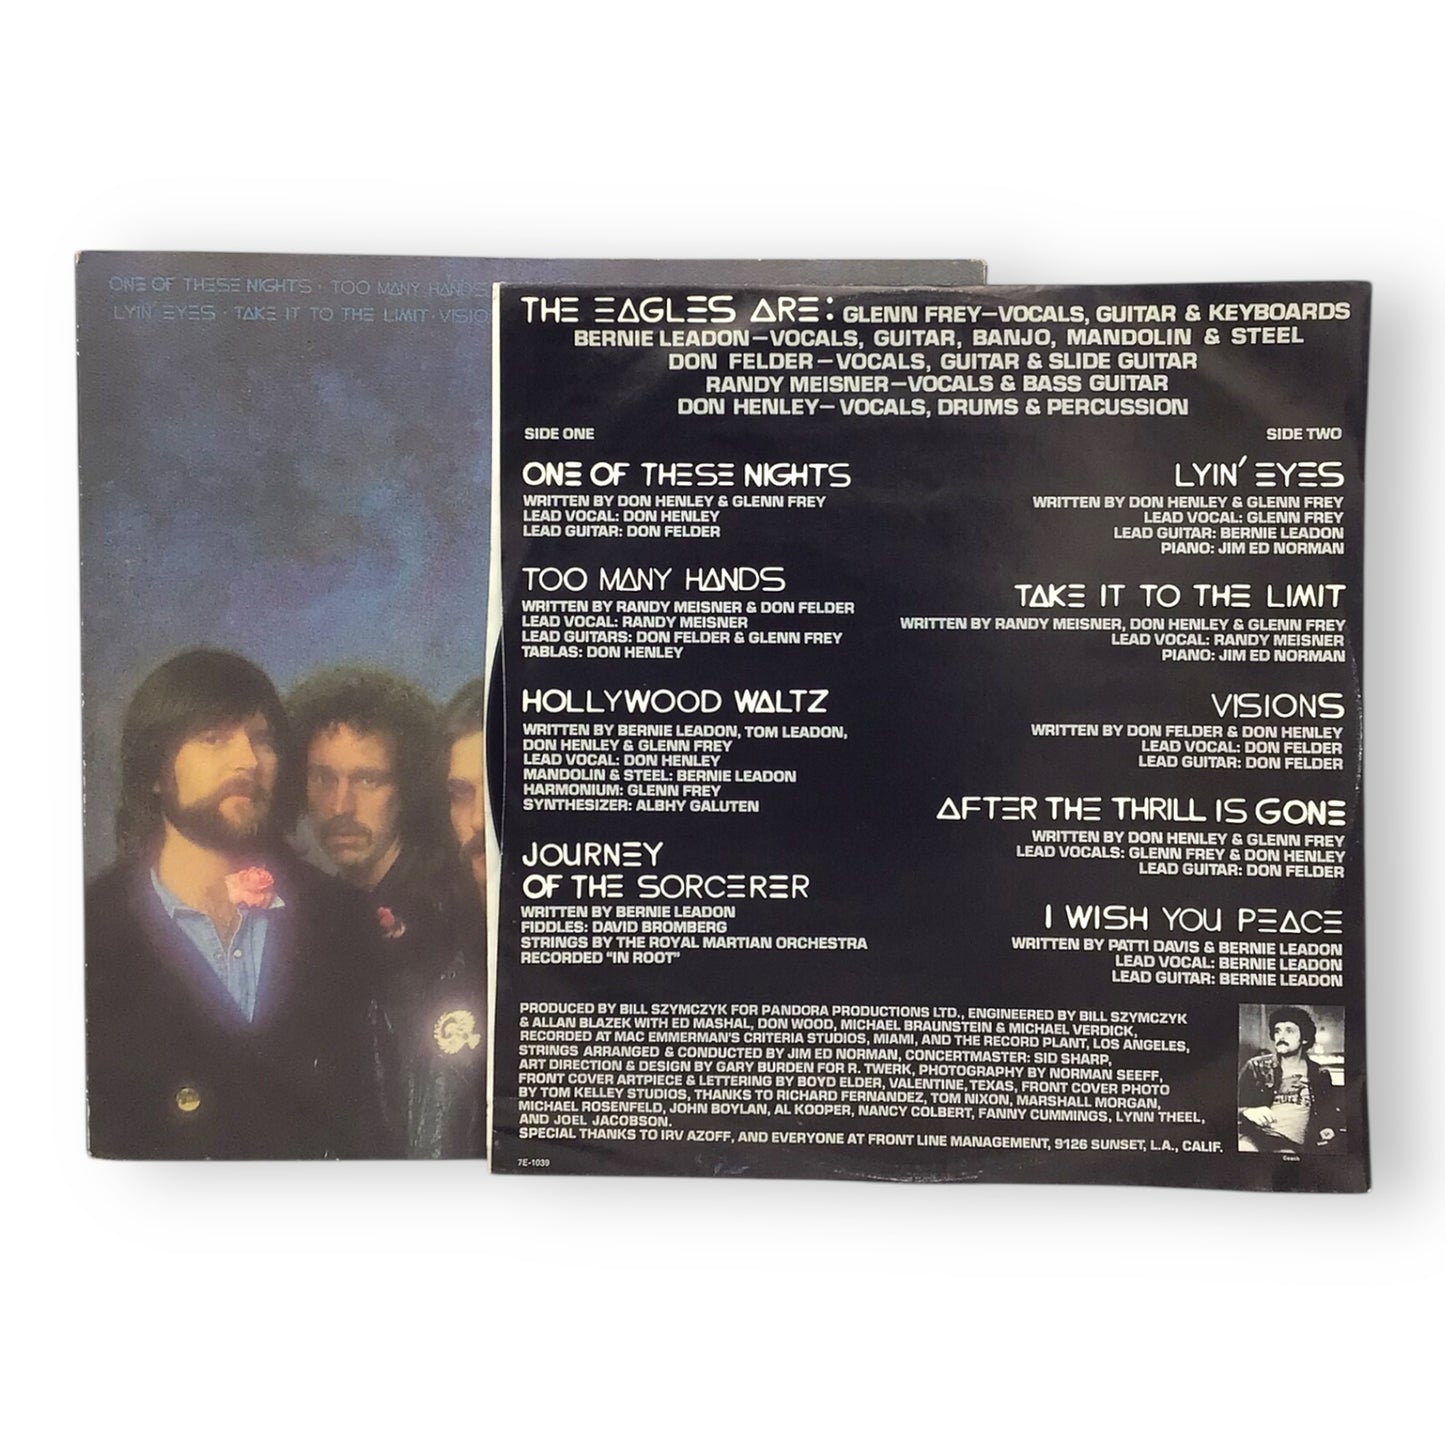 ONE OF THESE NIGHTS · TOO MANY HANDS
LYIN' EYES · TAKE IT TO THE LIMIT · VISIO
THE EAGLES ARE: GLENN FREY—VOCALS, GUITAR & KEYBOARDS
BERNIE LEADON—VOCALS, GUITAR, BANJO, MANDOLIN & STEEL
DON FELDER—VOCALS, GUITAR & SLIDE GUITAR
RANDY MEISNER—VOCALS & BASS GUITAR
DON HENLEY—VOCALS, DRUMS & PERCUSSION
SIDE ONE
ONE OF THESE NIGHTS
WRITTEN BY DON HENLEY & GLENN FREY
LEAD VOCAL: DON HENLEY
LEAD GUITAR: DON FELDER
TOO MANY HANDS
WRITTEN BY RANDY MEISNER & DON FELDER
LEAD VOCAL: RANDY MEISNER
LEAD GUITARS: DON FELDER & GLENN FREY
TABLAS: DON HENLEY
HOLLYWOOD WALTZ
WRITTEN BY BERNIE LEADON, TOM LEADON,
DON HENLEY & GLENN FREY
LEAD VOCAL: DON HENLEY
MANDOLIN & STEEL: BERNIE LEADON
HARMONIUM: GLENN FREY
SYNTHESIZER: ALBHY GALUTEN
JOURNEY
OF THE SORCERER
WRITTEN BY BERNIE LEADON
FIDDLES: DAVID BROMBERG
STRINGS BY THE ROYAL MARTIAN ORCHESTRA
RECORDED "IN ROOT"
SIDE TWO
LYIN' EYES
WRITTEN BY DON HENLEY & GLENN FREY
LEAD VOCAL: GLENN FREY
LEAD GUITAR: BERNIE LEADON
PIANO: JIM ED NORMAN
TAKE IT TO THE LIMIT
WRITTEN BY RANDY MEISNER, DON HENLEY & GLENN FREY
LEAD VOCAL: RANDY MEISNER
PIANO: JIM ED NORMAN
VISIONS
WRITTEN BY DON FELDER & DON HENLEY
LEAD VOCAL: DON FELDER
LEAD GUITAR: DON FELDER
AFTER THE THRILL IS GONE
WRITTEN BY DON HENLEY & GLENN FREY
LEAD VOCALS: GLENN FREY & DON HENLEY
LEAD GUITAR: DON FELDER
I WISH YOU PEACE
WRITTEN BY PATTI DAVIS & BERNIE LEADON
LEAD VOCAL: BERNIE LEADON
LEAD GUITAR: BERNIE LEADON
PRODUCED BY BILL SZYMCZYK FOR PANDORA PRODUCTIONS LTD., ENGINEERED BY BILL SZYMCZYK
& ALLAN BLAZEK WITH ED MASHAL, DON WOOD, MICHAEL BRAUNSTEIN & MICHAEL VERDICK,
RECORDED AT MAC EMMERMAN'S CRITERIA STUDIOS, MIAMI, AND THE RECORD PLANT, LOS ANGELES,
STRINGS ARRANGED & CONDUCTED BY JIM ED NORMAN, CONCERTMASTER: SID SHARP,
ART DIRECTION & DESIGN BY GARY BURDEN FOR R. TWERK, PHOTOGRAPHY BY NORMAN SEEFF,
FRONT COVER ARTPIECE & LETTERING BY BOYD ELDER, VALENTINE, TEXAS, FRONT COVER PHOTO
BY TOM KELLEY STUDIOS, THANKS TO RICHARD FERNANDEZ, TOM NIXON, MARSHALL MORGAN,
MICHAEL ROSENFELD, JOHN BOYLAN, AL KOOPER, NANCY COLBERT, FANNY CUMMINGS, LYNN THEEL,
AND JOEL JACOBSON.
SPECIAL THANKS TO IRV AZOFF, AND EVERYONE AT FRONT LINE MANAGEMENT, 9126 SUNSET, L.A., CALIF.
7E-1039
Coach